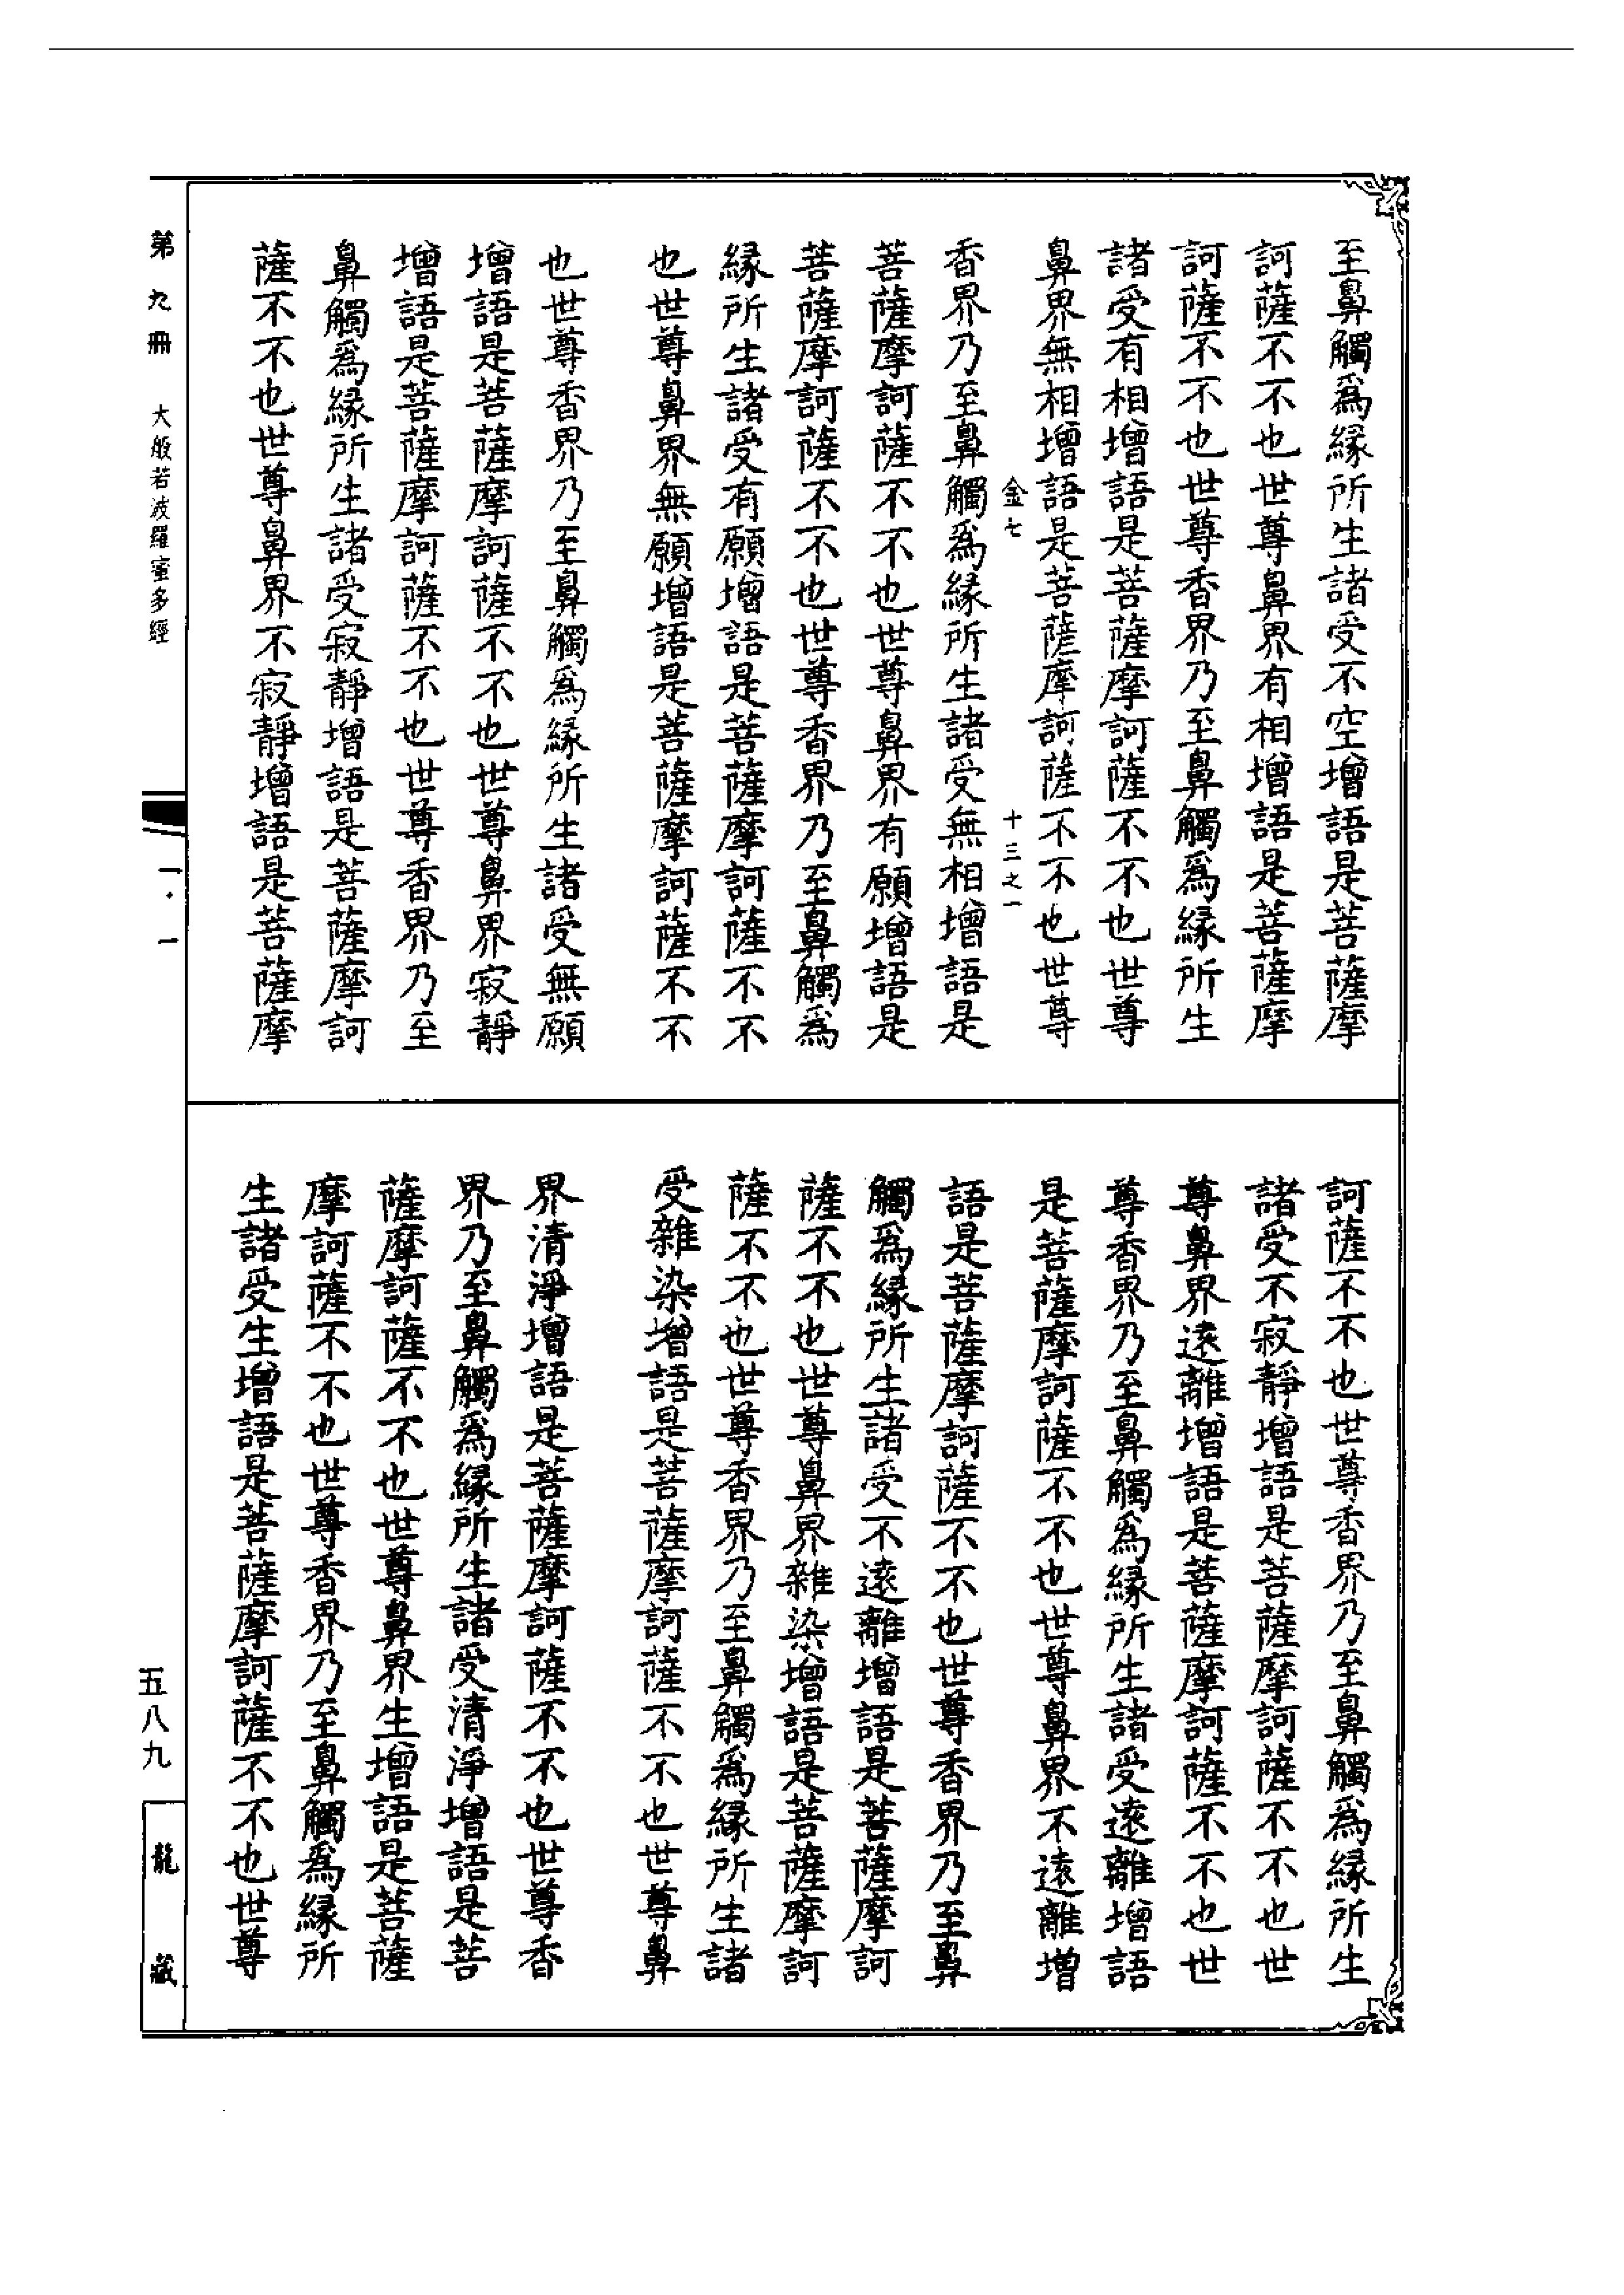 至鼻觸爲緣所生諸受不空增語是菩薩摩
訶薩不不也世尊鼻界有相增語是菩薩摩
訶薩不不也世尊香界乃至鼻觸爲緣所生
諸受有相增語是菩薩摩訶薩不不也世尊
鼻界無相增語是菩薩摩訶薩不不也世尊
金七 十三之一
香界乃至鼻觸爲緣所生諸受無相增語是
菩薩摩訶薩不不也世尊鼻界有願增語是
菩薩摩訶薩不不也世尊香界乃至鼻觸爲
緣所生諸受有願增語是菩薩摩訶薩不不
也世尊鼻界無願增語是菩薩摩訶薩不不
也世尊香界乃至鼻觸爲緣所生諸受無願
增語是菩薩摩訶薩不不也世尊鼻界寂靜
增語是菩薩摩訶薩不不也世尊香界乃至
鼻觸爲緣所生諸受寂靜增語是菩薩摩訶
薩不不也世尊鼻界不寂靜增語是菩薩摩
訶薩不不也世尊香界乃至鼻觸爲緣所生
諸受不寂靜增語是菩薩摩訶薩不不也世
尊鼻界遠離增語是菩薩摩訶薩不不也世
尊香界乃至鼻觸爲緣所生諸受遠離增語
是菩薩摩訶薩不不也世尊鼻界不遠離增
語是菩薩摩訶薩不不也世尊香界乃至鼻
觸爲緣所生諸受不遠離增語是菩薩摩訶
薩不不也世尊鼻界雜染增語是菩薩摩訶
薩不不也世尊香界乃至鼻觸爲緣所生諸
受雜染增語是菩薩摩訶薩不不也世尊鼻
界清淨增語是菩薩摩訶薩不不也世尊香
界乃至鼻觸爲緣所生諸受清淨增語是菩
薩摩訶薩不不也世尊鼻界生增語是菩薩
摩訶薩不不也世尊香界乃至鼻觸爲緣所
生諸受生增語是菩薩摩訶薩不不也世尊
第九冊 大般若波羅蜜多經 一·一 五八九 龍藏